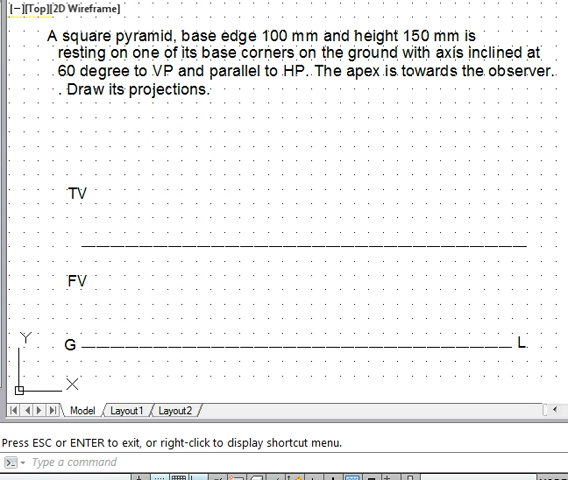 [−][Top][2D Wireframe]
A square pyramid, base edge 100 mm and height 150 mm is
resting on one of its base corners on the ground with axis inclined at
60 degree to VP and parallel to HP. The apex is towards the observer.
. Draw its projections.
TV
FV
Y
G L
X
Model Layout1 Layout2
Press ESC or ENTER to exit, or right-click to display shortcut menu.
Type a command